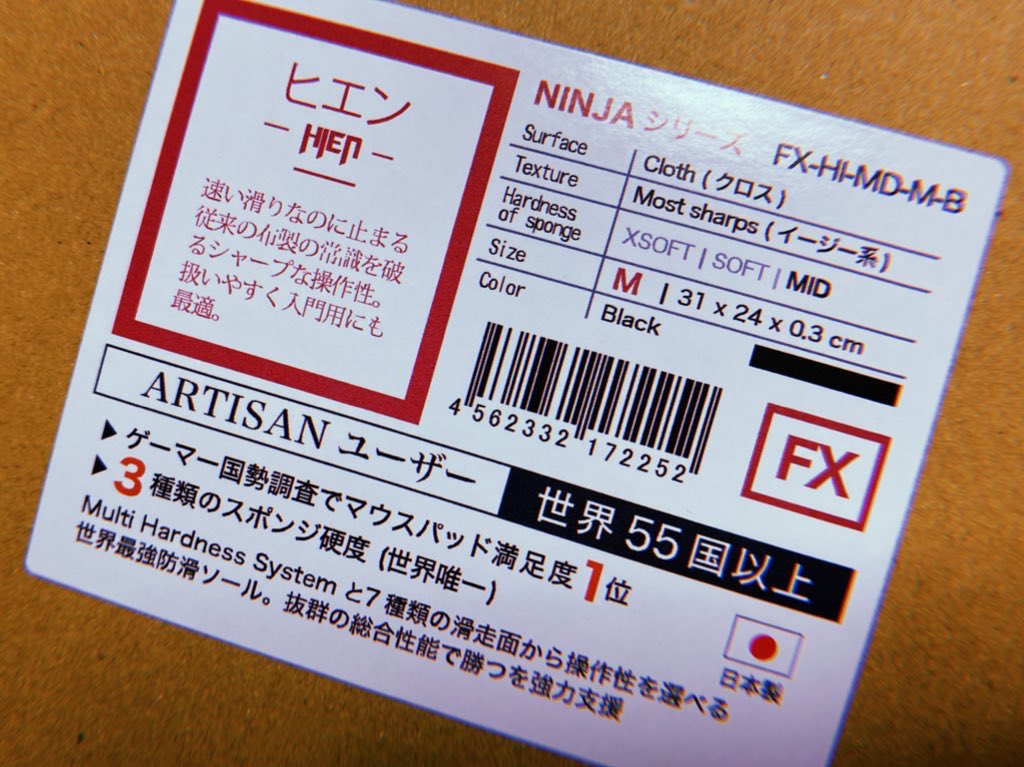 ヒエン
HIEN
速い滑りなのに止まる
従来の布製の常識を破
るシャープな操作性。
扱いやすく入門用にも
最適。
NINJA シリーズ FX-HI-MD-M-B
Surface Cloth ( クロス )
Texture Most sharps ( イージー系 )
Hardness of sponge XSOFT | SOFT | MID
Size M | 31 x 24 x 0.3 cm
Color Black
4 562332 172252
FX
ARTISAN ユーザー 世界 55 国以上
▶ ゲーマー国勢調査でマウスパッド満足度 1 位
▶ 3 種類のスポンジ硬度 (世界唯一)
Multi Hardness System と7 種類の滑走面から操作性を選べる
世界最強防滑ソール。抜群の総合性能で勝つを強力支援
日本製